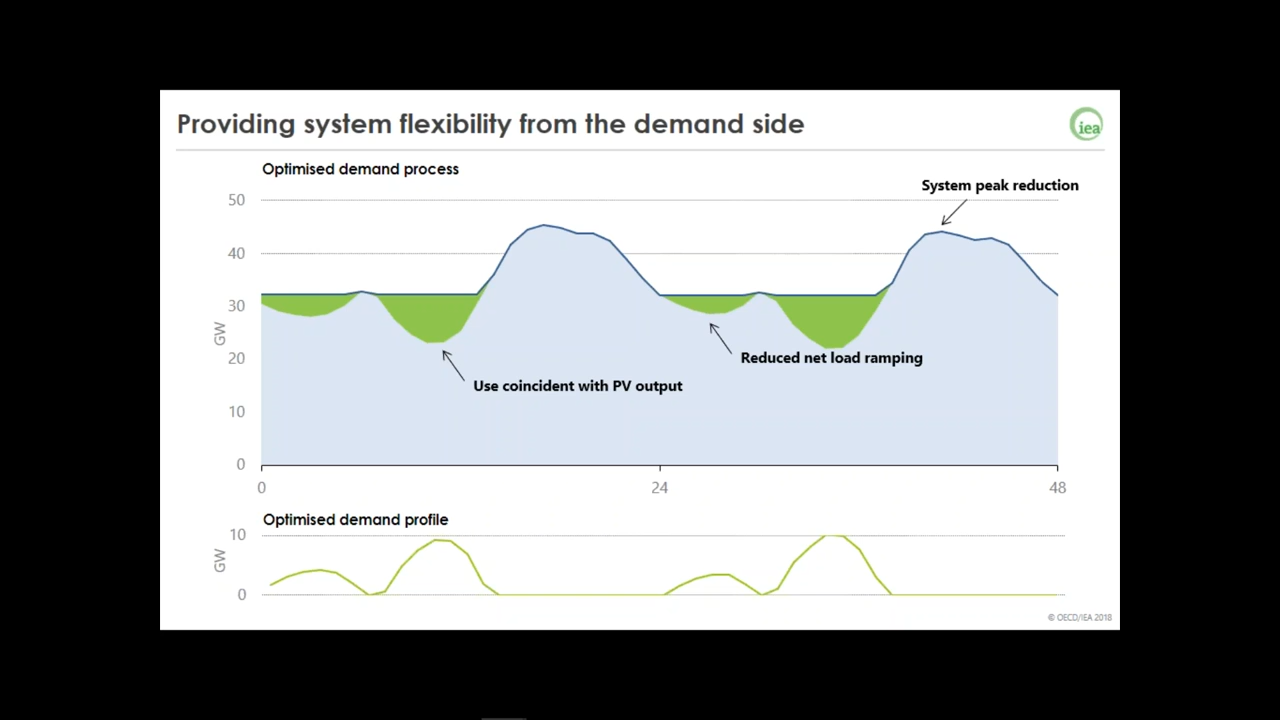 Providing system flexibility from the demand side
iea
Optimised demand process
System peak reduction
50
40
30
GW
20
10
0
Reduced net load ramping
Use coincident with PV output
0 24 48
Optimised demand profile
10
GW
0
© OECD/IEA 2018